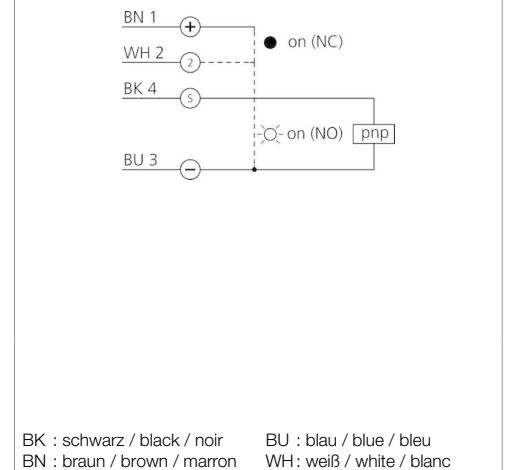 BN 1 +
on (NC)
WH 2 2
BK 4 S
on (NO) pnp
BU 3 −
BK : schwarz / black / noir BU : blau / blue / bleu
BN : braun / brown / marron WH : weiß / white / blanc